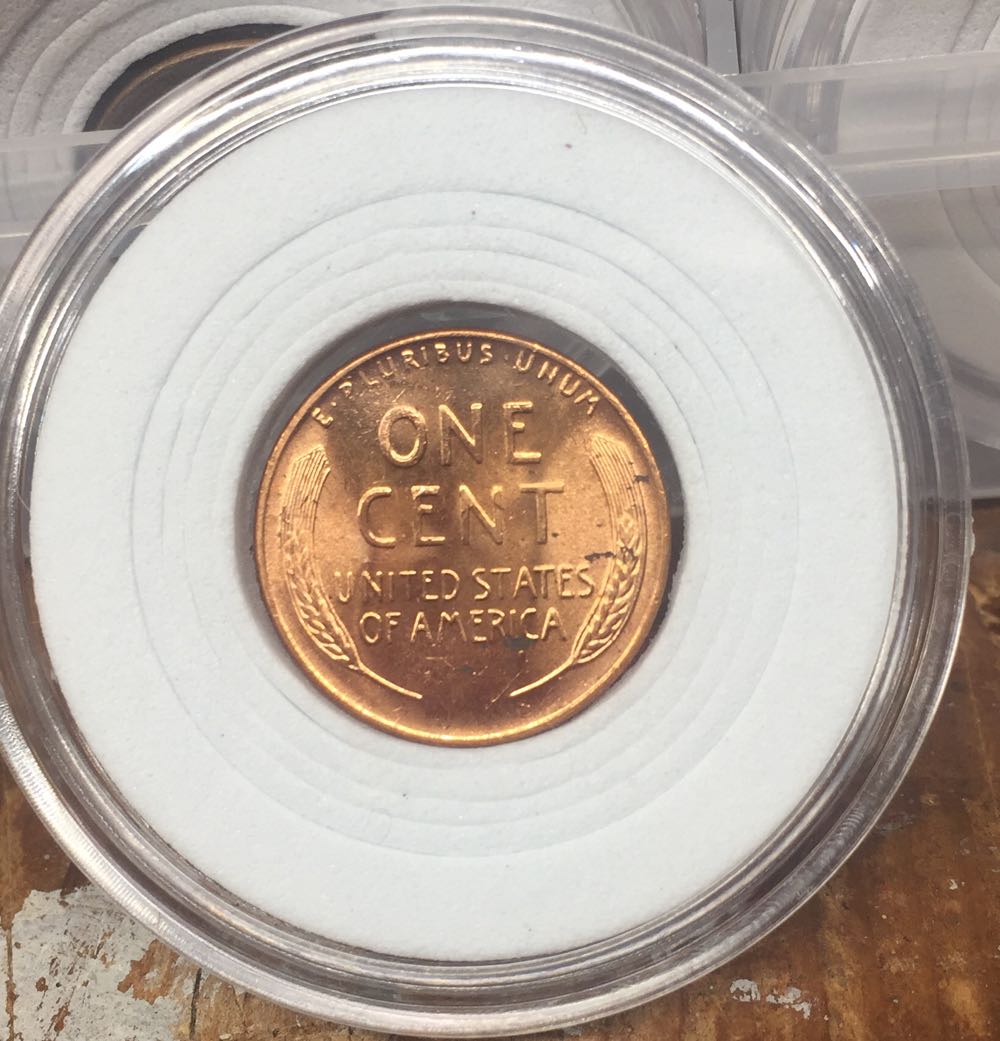 E·PLURIBUS·UNUM
ONE
CENT
UNITED STATES
OF AMERICA